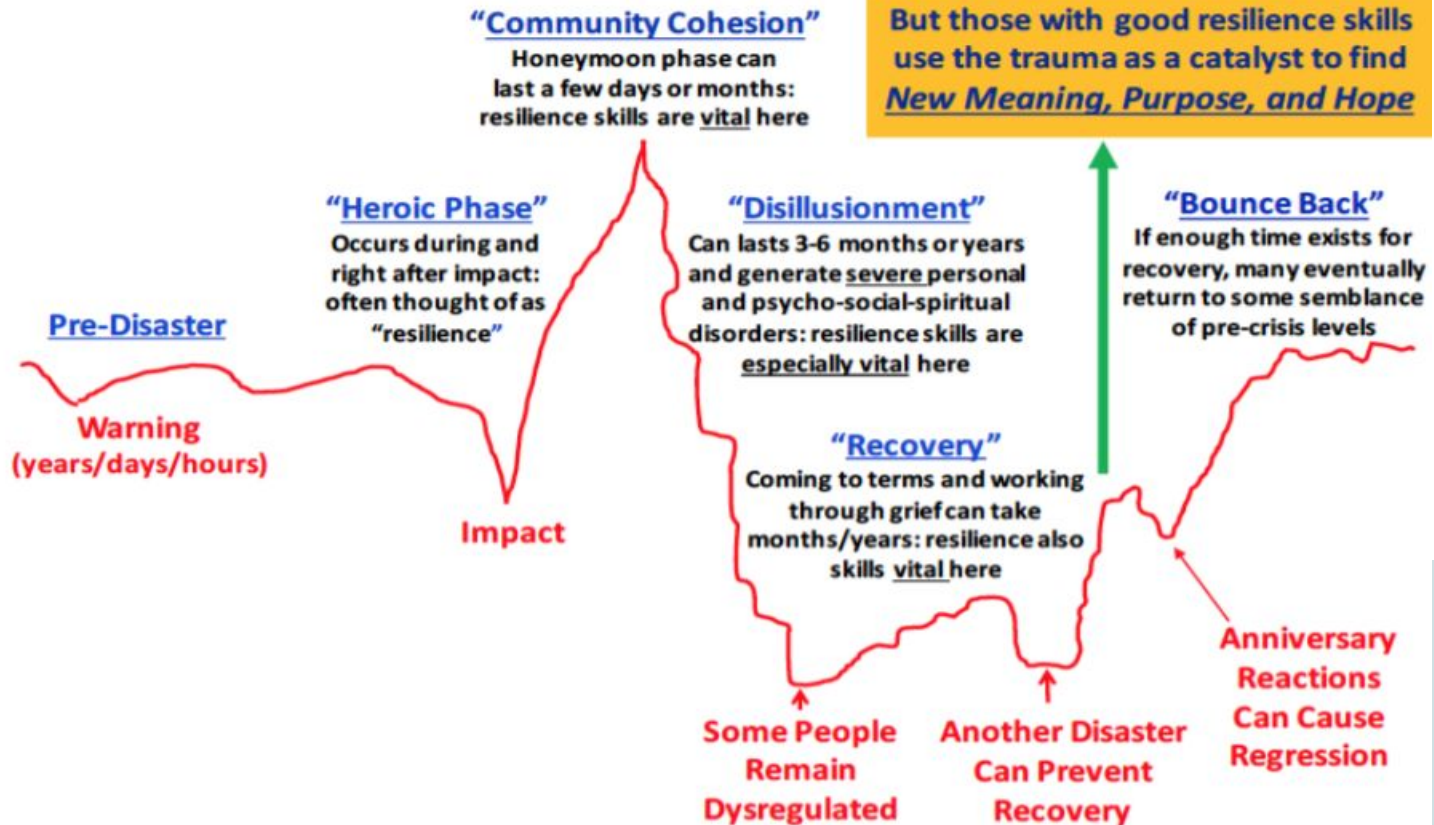 “Community Cohesion”
Honeymoon phase can
last a few days or months:
resilience skills are vital here
But those with good resilience skills
use the trauma as a catalyst to find
New Meaning, Purpose, and Hope
“Heroic Phase”
Occurs during and
right after impact:
often thought of as
“resilience”
“Disillusionment”
Can lasts 3-6 months or years
and generate severe personal
and psycho-social-spiritual
disorders: resilience skills are
especially vital here
“Bounce Back”
If enough time exists for
recovery, many eventually
return to some semblance
of pre-crisis levels
Pre-Disaster
Warning
(years/days/hours)
Impact
“Recovery”
Coming to terms and working
through grief can take
months/years: resilience also
skills vital here
Some People
Remain
Dysregulated
Another Disaster
Can Prevent
Recovery
Anniversary
Reactions
Can Cause
Regression